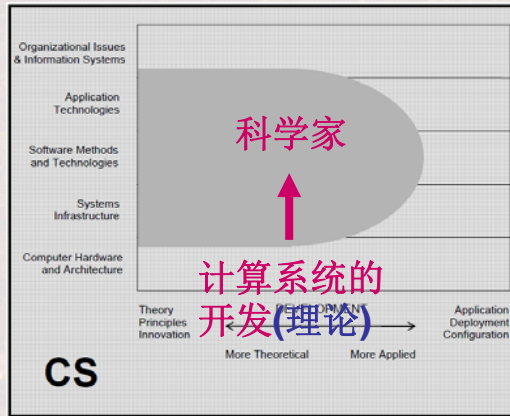 Organizational Issues
& Information Systems
Application
Technologies
科学家
Software Methods
and Technologies
Systems
Infrastructure
Computer Hardware
and Architecture
计算系统的
开发(理论)
Theory
Principles
Innovation
DEVELOPMENT
Application
Deployment
Configuration
More Theoretical
More Applied
CS